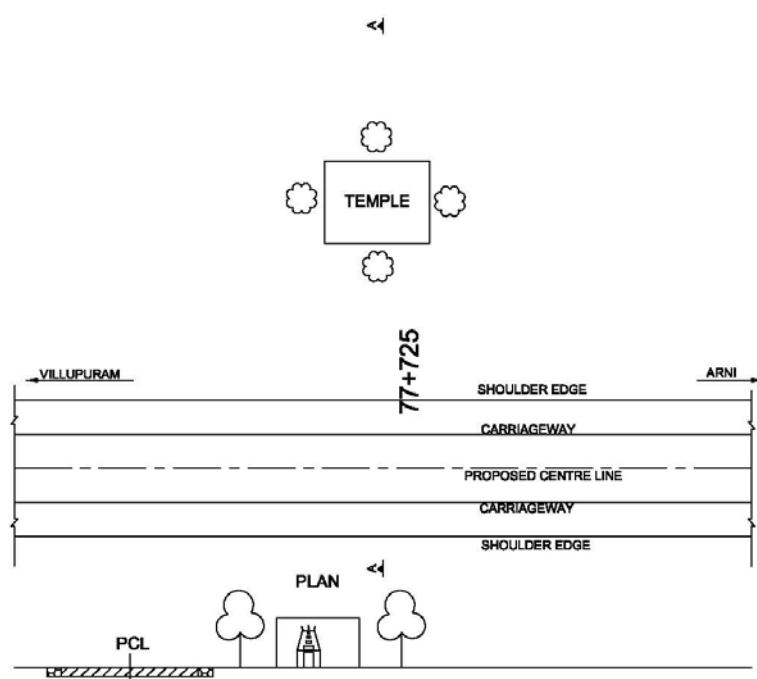 A
TEMPLE
77+725
VILLUPURAM
ARNI
SHOULDER EDGE
CARRIAGEWAY
PROPOSED CENTRE LINE
CARRIAGEWAY
SHOULDER EDGE
A
PLAN
PCL